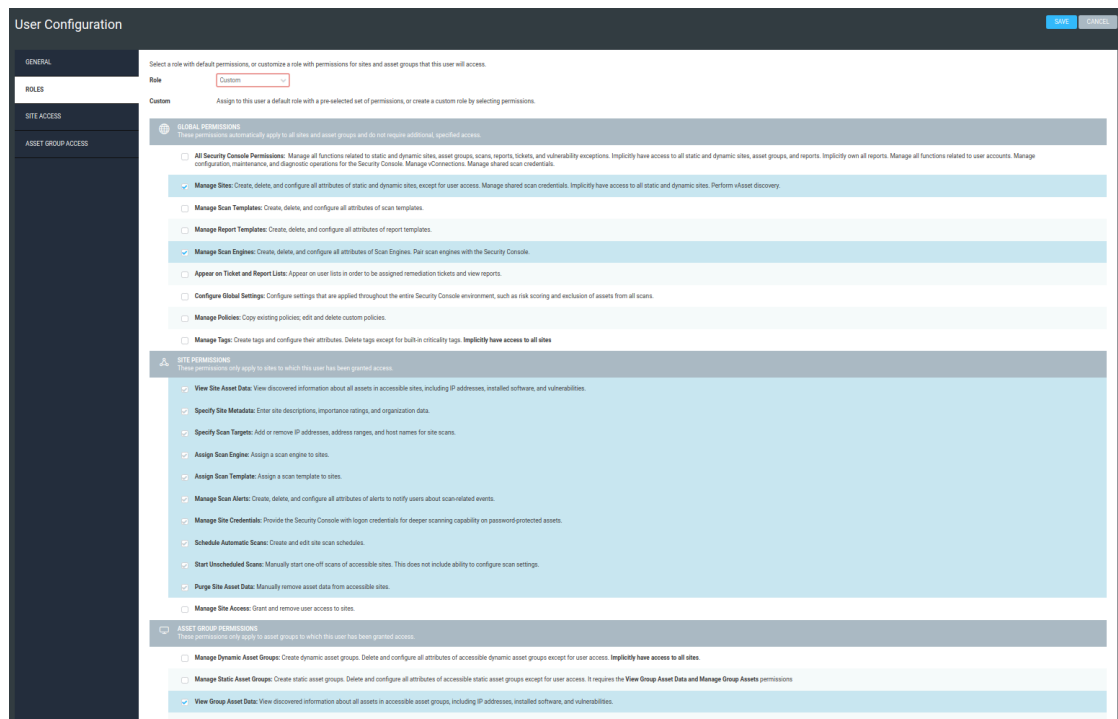 User Configuration
SAVE
CANCEL
GENERAL
ROLES
SITE ACCESS
ASSET GROUP ACCESS
Select a role with default permissions, or customize a role with permissions for sites and asset groups that this user will access.
Role
Custom
Custom
Assign to this user a default role with a pre-selected set of permissions, or create a custom role by selecting permissions.
GLOBAL PERMISSIONS
These permissions automatically apply to all sites and asset groups and do not require additional, specified access.
All Security Console Permissions: Manage all functions related to static and dynamic sites, asset groups, scans, reports, tickets, and vulnerability exceptions. Implicitly have access to all static and dynamic sites, asset groups, and reports. Implicitly own all reports. Manage all functions related to user accounts. Manage
configuration, maintenance, and diagnostic operations for the Security Console. Manage vConnections. Manage shared scan credentials.
Manage Sites: Create, delete, and configure all attributes of static and dynamic sites, except for user access. Manage shared scan credentials. Implicitly have access to all static and dynamic sites. Perform vAsset discovery.
Manage Scan Templates: Create, delete, and configure all attributes of scan templates.
Manage Report Templates: Create, delete, and configure all attributes of report templates.
Manage Scan Engines: Create, delete, and configure all attributes of Scan Engines. Pair scan engines with the Security Console.
Appear on Ticket and Report Lists: Appear on user lists in order to be assigned remediation tickets and view reports.
Configure Global Settings: Configure settings that are applied throughout the entire Security Console environment, such as risk scoring and exclusion of assets from all scans.
Manage Policies: Copy existing policies; edit and delete custom policies.
Manage Tags: Create tags and configure their attributes. Delete tags except for built-in criticality tags. Implicitly have access to all sites
SITE PERMISSIONS
These permissions only apply to sites to which this user has been granted access.
View Site Asset Data: View discovered information about all assets in accessible sites, including IP addresses, installed software, and vulnerabilities.
Specify Site Metadata: Enter site descriptions, importance ratings, and organization data.
Specify Scan Targets: Add or remove IP addresses, address ranges, and host names for site scans.
Assign Scan Engine: Assign a scan engine to sites.
Assign Scan Template: Assign a scan template to sites.
Manage Scan Alerts: Create, delete, and configure all attributes of alerts to notify users about scan-related events.
Manage Site Credentials: Provide the Security Console with logon credentials for deeper scanning capability on password-protected assets.
Schedule Automatic Scans: Create and edit site scan schedules.
Start Unscheduled Scans: Manually start one-off scans of accessible sites. This does not include ability to configure scan settings.
Purge Site Asset Data: Manually remove asset data from accessible sites.
Manage Site Access: Grant and remove user access to sites.
ASSET GROUP PERMISSIONS
These permissions only apply to asset groups to which this user has been granted access.
Manage Dynamic Asset Groups: Create dynamic asset groups. Delete and configure all attributes of accessible dynamic asset groups except for user access. Implicitly have access to all sites.
Manage Static Asset Groups: Create static asset groups. Delete and configure all attributes of accessible static asset groups except for user access. It requires the View Group Asset Data and Manage Group Assets permissions
View Group Asset Data: View discovered information about all assets in accessible asset groups, including IP addresses, installed software, and vulnerabilities.